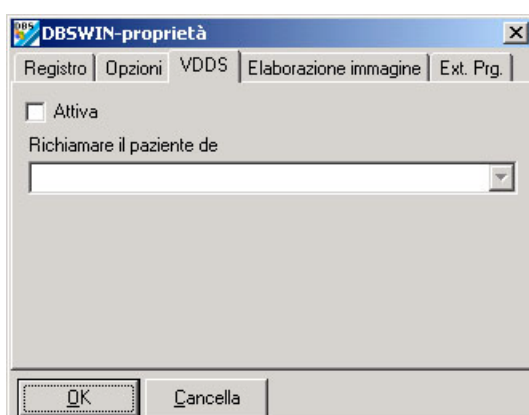 DBSWIN-proprietà
Registro Opzioni VDDS Elaborazione immagine Ext. Prg.
Attiva
Richiamare il paziente de
OK Cancella